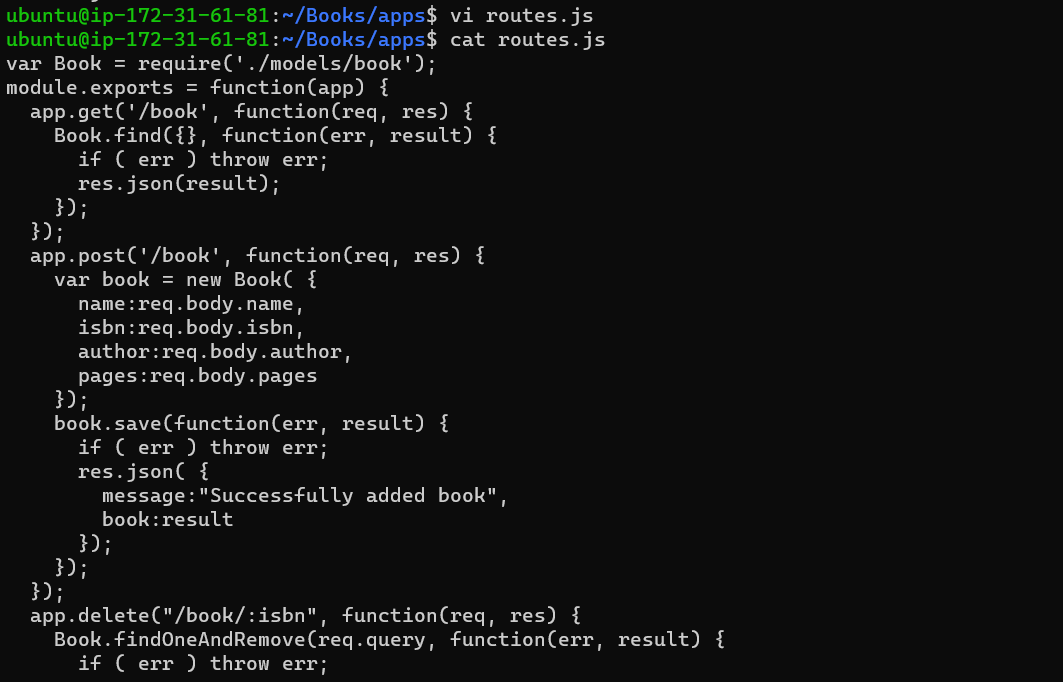 ubuntu@ip-172-31-61-81:~/Books/apps$ vi routes.js
ubuntu@ip-172-31-61-81:~/Books/apps$ cat routes.js
var Book = require('./models/book');
module.exports = function(app) {
  app.get('/book', function(req, res) {
    Book.find({}, function(err, result) {
      if ( err ) throw err;
      res.json(result);
    });
  });
  app.post('/book', function(req, res) {
    var book = new Book( {
      name:req.body.name,
      isbn:req.body.isbn,
      author:req.body.author,
      pages:req.body.pages
    });
    book.save(function(err, result) {
      if ( err ) throw err;
      res.json( {
        message:"Successfully added book",
        book:result
      });
    });
  });
  app.delete("/book/:isbn", function(req, res) {
    Book.findOneAndRemove(req.query, function(err, result) {
      if ( err ) throw err;